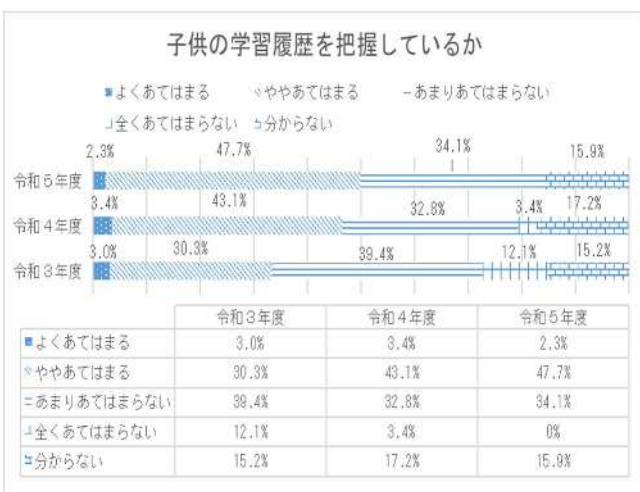 子供の学習履歴を把握しているか
よくあてはまる ややあてはまる あまりあてはまらない
全くあてはまらない 分からない
2.3% 47.7% 34.1% 15.9%
令和5年度
3.4% 43.1% 32.8% 3.4% 17.2%
令和4年度
3.0% 30.3% 39.4% 12.1% 15.2%
令和3年度
令和3年度 令和4年度 令和5年度
よくあてはまる 3.0% 3.4% 2.3%
ややあてはまる 30.3% 43.1% 47.7%
あまりあてはまらない 39.4% 32.8% 34.1%
全くあてはまらない 12.1% 3.4% 0%
分からない 15.2% 17.2% 15.9%